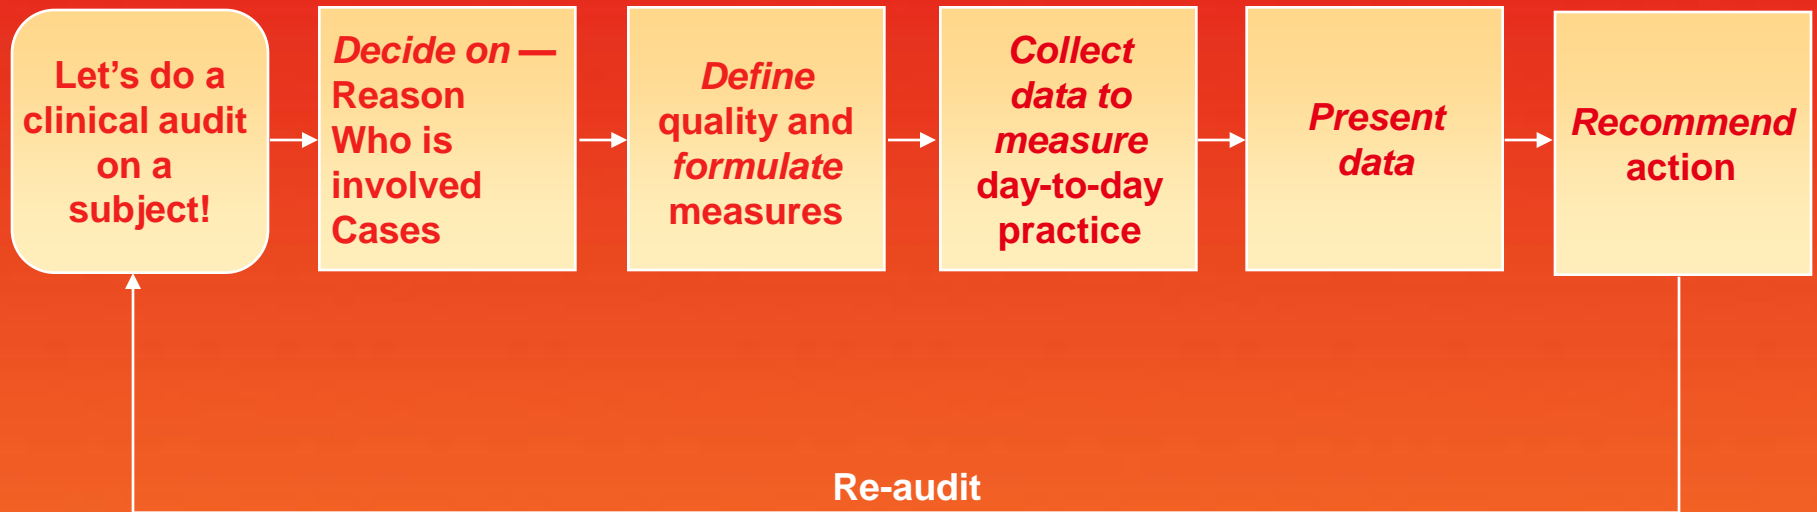 Let’s do a
clinical audit
on a
subject!
Decide on —
Reason
Who is
involved
Cases
Define
quality and
formulate
measures
Collect
data to
measure
day-to-day
practice
Present
data
Recommend
action
Re-audit